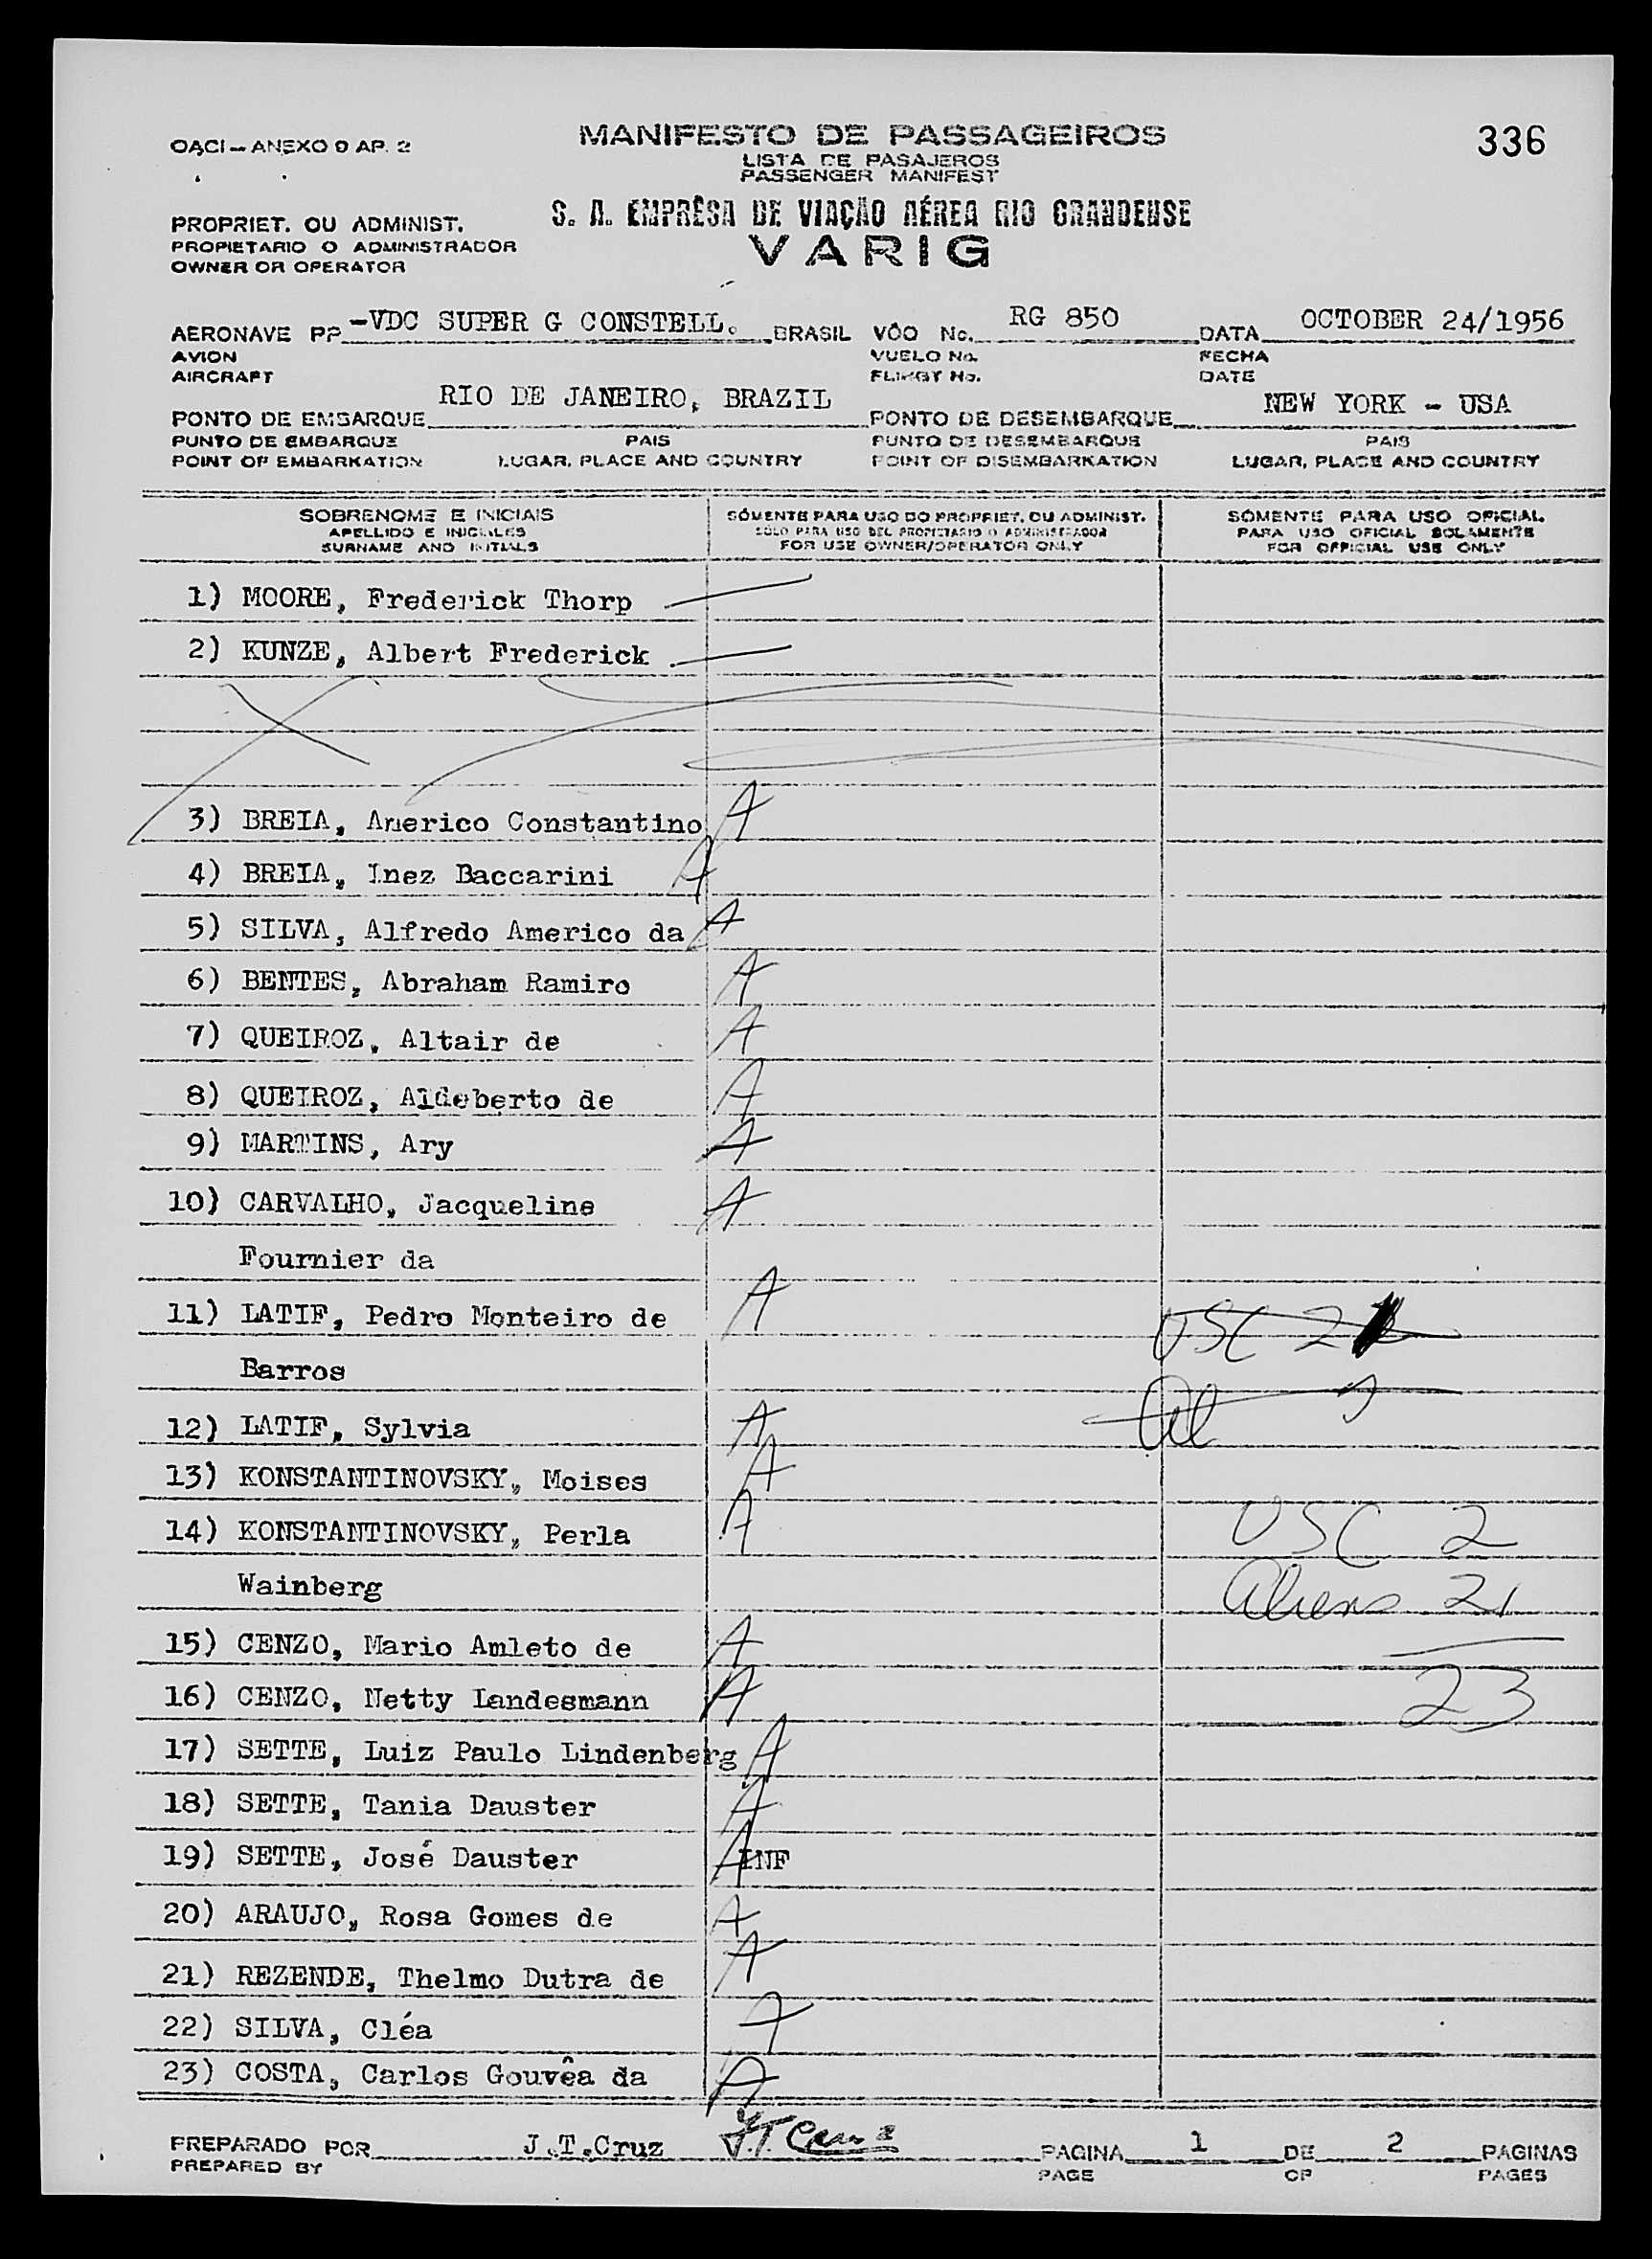 OACI — ANEXO 9 AP. 2
MANIFESTO DE PASSAGEIROS
336
LISTA DE PASAJEROS
PASSENGER MANIFEST
S. A. EMPRÊSA DE VIAÇÃO AÉREA RIO GRANDENSE
VARIG
PROPRIET. OU ADMINIST.
PROPIETARIO O ADMINISTRADOR
OWNER OR OPERATOR
AERONAVE PP -VDC SUPER G CONSTELL. BRASIL VÔO No. RG 850 DATA OCTOBER 24/1956
AVION VUELO No. FECHA
AIRCRAFT FLIGHT No. DATE
PONTO DE EMBARQUE RIO DE JANEIRO, BRAZIL PONTO DE DESEMBARQUE NEW YORK - USA
PUNTO DE EMBARQUE PAIS PUNTO DE DESEMBARQUE PAIS
POINT OF EMBARKATION LUGAR, PLACE AND COUNTRY POINT OF DISEMBARKATION LUGAR, PLACE AND COUNTRY
SOBRENOME E INICIAIS SÓMENTE PARA USO DO PROPRIET. OU ADMINIST. SOMENTE PARA USO OFICIAL
APELLIDO E INICIALES SOLO PARA USO DEL PROPIETARIO O ADMINISTRADOR PARA USO OFICIAL SOLAMENTE
SURNAME AND INITIALS FOR USE OWNER/OPERATOR ONLY FOR OFFICIAL USE ONLY
1) MOORE, Frederick Thorp
2) KUNZE, Albert Frederick
3) BREIA, Americo Constantino A
4) BREIA, Inez Baccarini A
5) SILVA, Alfredo Americo da A
6) BENTES, Abraham Ramiro A
7) QUEIROZ, Altair de A
8) QUEIROZ, Aldeberto de A
9) MARTINS, Ary A
10) CARVALHO, Jacqueline A
Fournier da
11) LATIF, Pedro Monteiro de A USC 2
Barros
12) LATIF, Sylvia A al
13) KONSTANTINOVSKY, Moises A
14) KONSTANTINOVSKY, Perla A USC 2
Wainberg Aliens 21
15) CENZO, Mario Amleto de A
16) CENZO, Netty Landesmann A 23
17) SETTE, Luiz Paulo Lindenberg A
18) SETTE, Tania Dauster A
19) SETTE, José Dauster A INF
20) ARAUJO, Rosa Gomes de A
21) REZENDE, Thelmo Dutra de A
22) SILVA, Cléa A
23) COSTA, Carlos Gouvêa da A
PREPARADO POR J.T.Cruz J.T. Cruz PAGINA 1 DE 2 PAGINAS
PREPARED BY PAGE OF PAGES